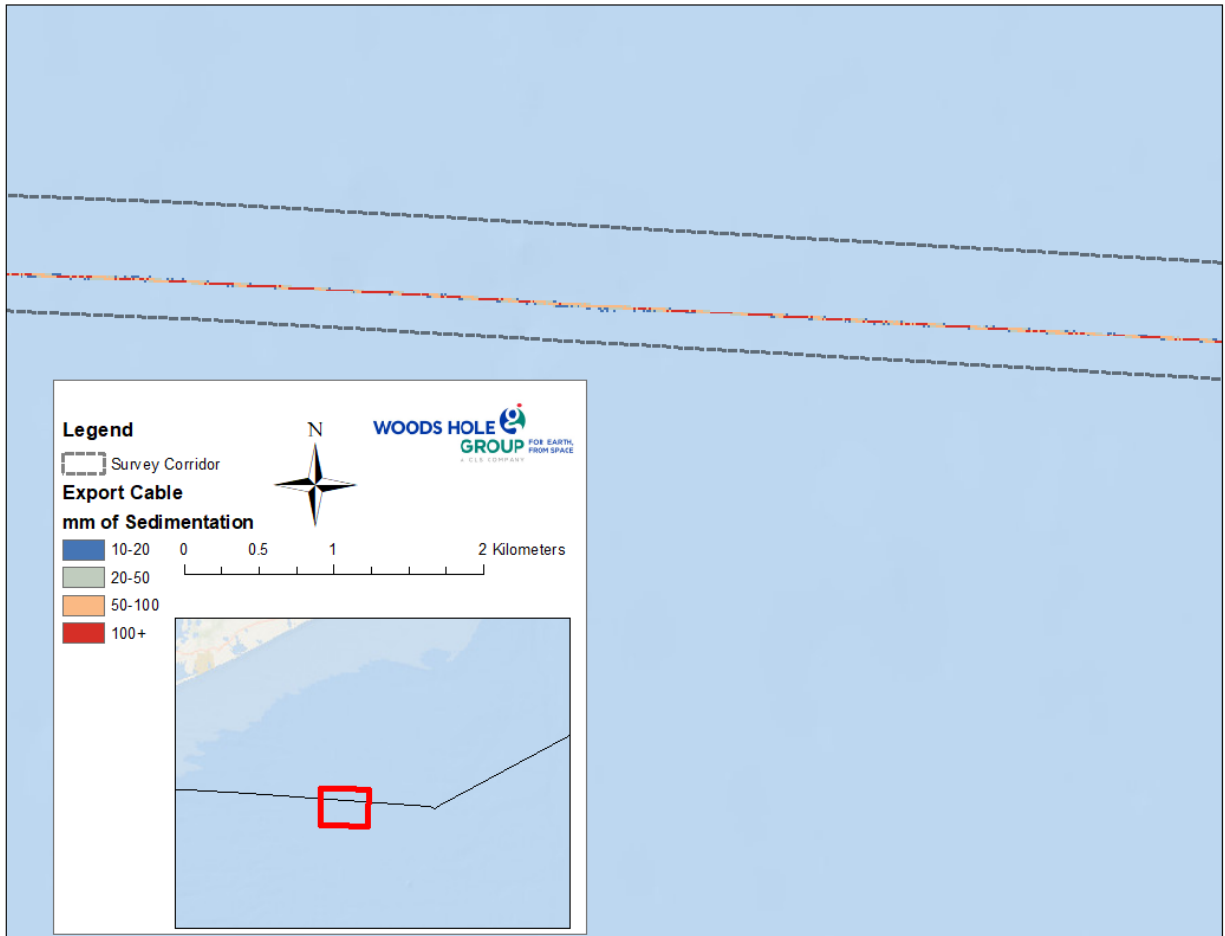 Legend
N
WOODS HOLE
GROUP
FOR EARTH,
FROM SPACE
A CLS COMPANY
Survey Corridor
Export Cable
mm of Sedimentation
10-20
20-50
50-100
100+
0 0.5 1 2 Kilometers